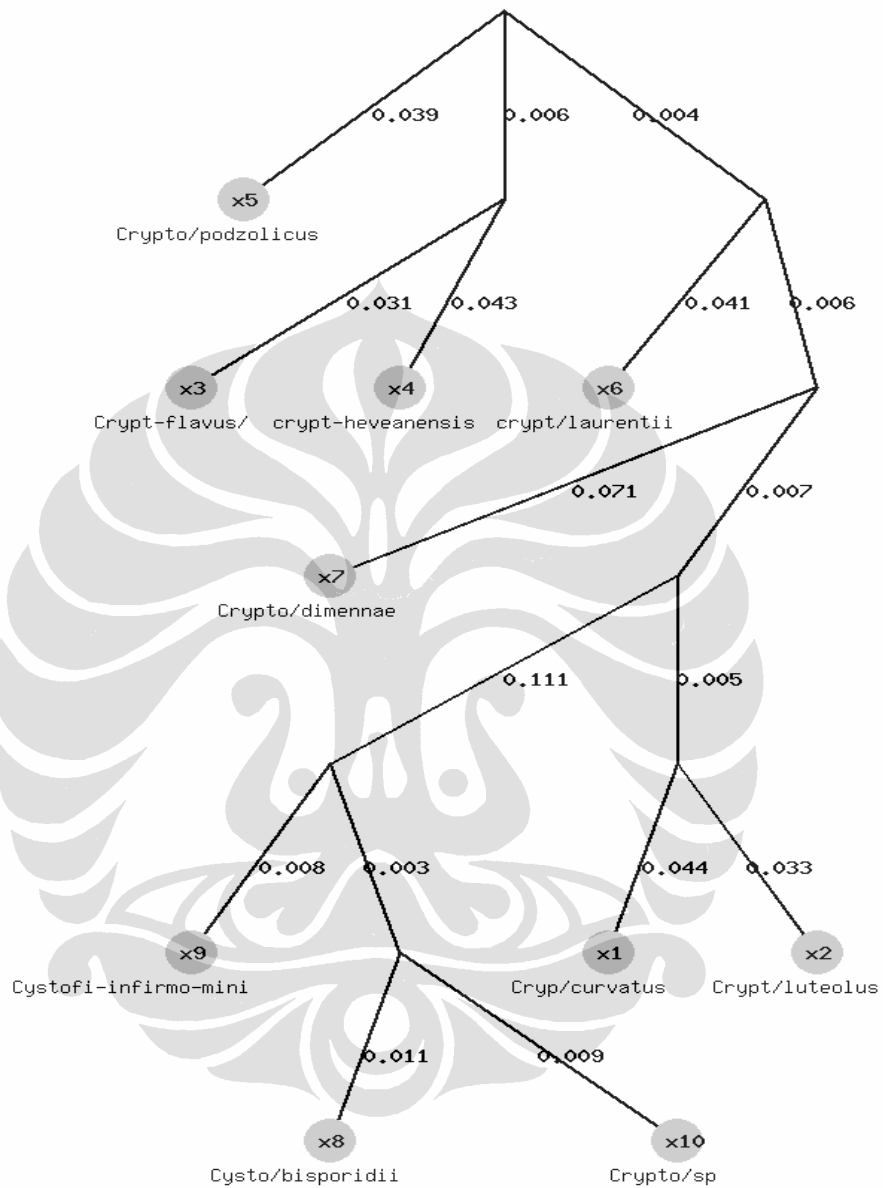 0.039 0.006 0.004
x5
Crypto/podzolicus
0.031 0.043 0.041 0.006
x3 x4 x6
Crypt-flavus/ crypt-heveanensis crypt/laurentii
0.071 0.007
x7
Crypto/dimennae
0.111 0.005
0.008 0.003 0.044 0.033
x9 x1 x2
Cystofi-infirmo-mini Cryp/curvatus Crypt/luteolus
0.011 0.009
x8 x10
Cysto/bisporidii Crypto/sp